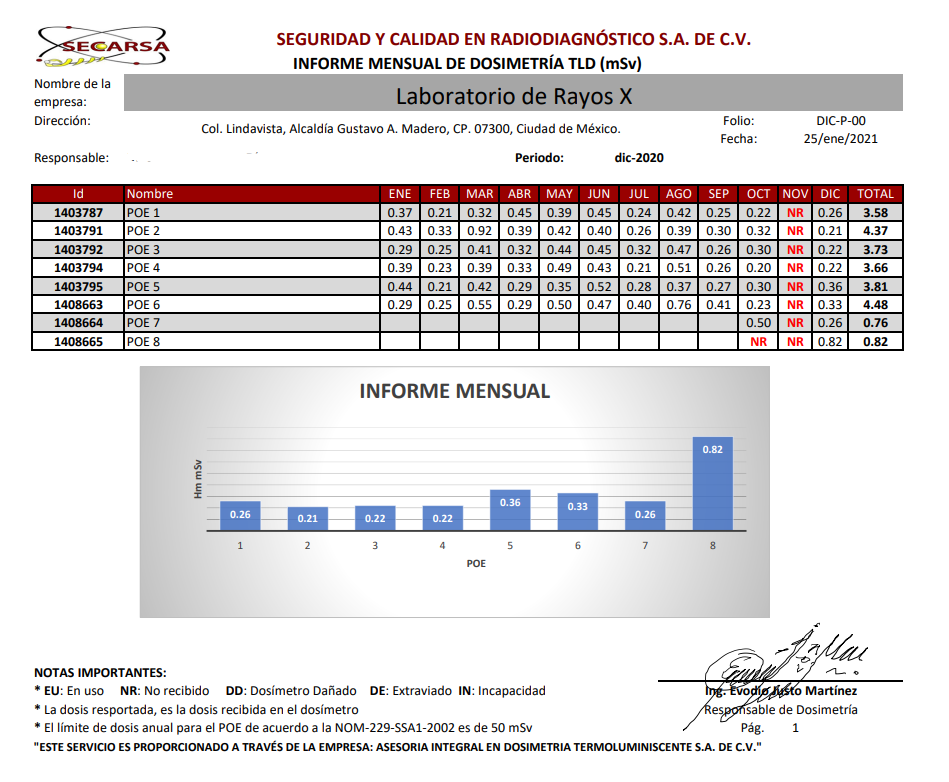 SECARSA
SEGURIDAD Y CALIDAD EN RADIODIAGNÓSTICO S.A. DE C.V.
INFORME MENSUAL DE DOSIMETRÍA TLD (mSv)
Nombre de la empresa: Laboratorio de Rayos X
Dirección: Col. Lindavista, Alcaldía Gustavo A. Madero, CP. 07300, Ciudad de México. Folio: DIC-P-00
Fecha: 25/ene/2021
Responsable: Periodo: dic-2020
Id Nombre ENE FEB MAR ABR MAY JUN JUL AGO SEP OCT NOV DIC TOTAL
1403787 POE 1 0.37 0.21 0.32 0.45 0.39 0.45 0.24 0.42 0.25 0.22 NR 0.26 3.58
1403791 POE 2 0.43 0.33 0.92 0.39 0.42 0.40 0.26 0.39 0.30 0.32 NR 0.21 4.37
1403792 POE 3 0.29 0.25 0.41 0.32 0.44 0.45 0.32 0.47 0.26 0.30 NR 0.22 3.73
1403794 POE 4 0.39 0.23 0.39 0.33 0.49 0.43 0.21 0.51 0.26 0.20 NR 0.22 3.66
1403795 POE 5 0.44 0.21 0.42 0.29 0.35 0.52 0.28 0.37 0.27 0.30 NR 0.36 3.81
1408663 POE 6 0.29 0.25 0.55 0.29 0.50 0.47 0.40 0.76 0.41 0.23 NR 0.33 4.48
1408664 POE 7 0.50 NR 0.26 0.76
1408665 POE 8 NR NR 0.82 0.82
INFORME MENSUAL
Hm mSv
0.26 0.21 0.22 0.22 0.36 0.33 0.26 0.82
1 2 3 4 5 6 7 8
POE
NOTAS IMPORTANTES:
* EU: En uso NR: No recibido DD: Dosímetro Dañado DE: Extraviado IN: Incapacidad
* La dosis reportada, es la dosis recibida en el dosímetro
* El límite de dosis anual para el POE de acuerdo a la NOM-229-SSA1-2002 es de 50 mSv
"ESTE SERVICIO ES PROPORCIONADO A TRAVÉS DE LA EMPRESA: ASESORIA INTEGRAL EN DOSIMETRIA TERMOLUMINISCENTE S.A. DE C.V."
Ing. Evodio Justo Martínez
Responsable de Dosimetría
Pág. 1